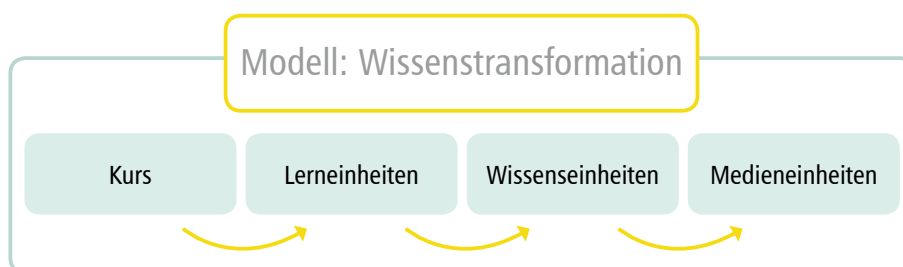 Modell: Wissenstransformation
Kurs
Lerneinheiten
Wissenseinheiten
Medieneinheiten